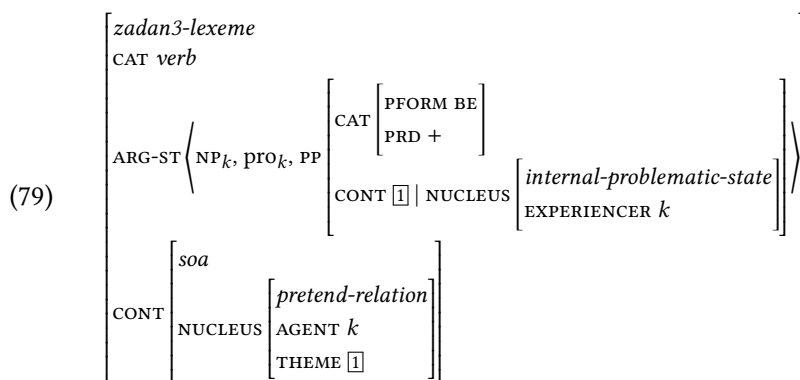 (79)
zadan3-lexeme
CAT verb
ARG-ST ⟨ NPk, prok, PP
CAT
PFORM BE
PRD +
CONT 1 | NUCLEUS
internal-problematic-state
EXPERIENCER k
⟩
CONT
soa
NUCLEUS
pretend-relation
AGENT k
THEME 1